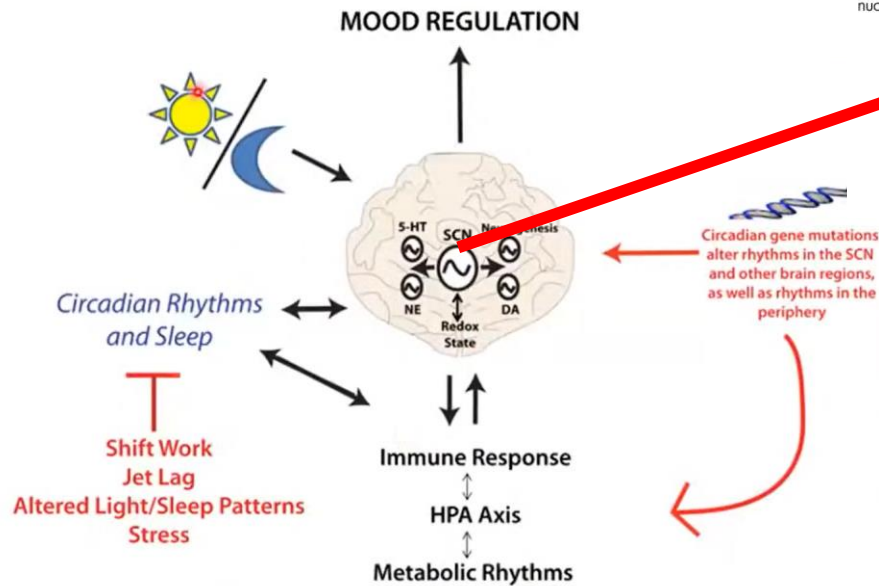 nuc
MOOD REGULATION
5-HT
SCN
NE
DA
Redox
State
Circadian gene mutations
alter rhythms in the SCN
and other brain regions,
as well as rhythms in the
periphery
Circadian Rhythms
and Sleep
Shift Work
Jet Lag
Altered Light/Sleep Patterns
Stress
Immune Response
HPA Axis
Metabolic Rhythms